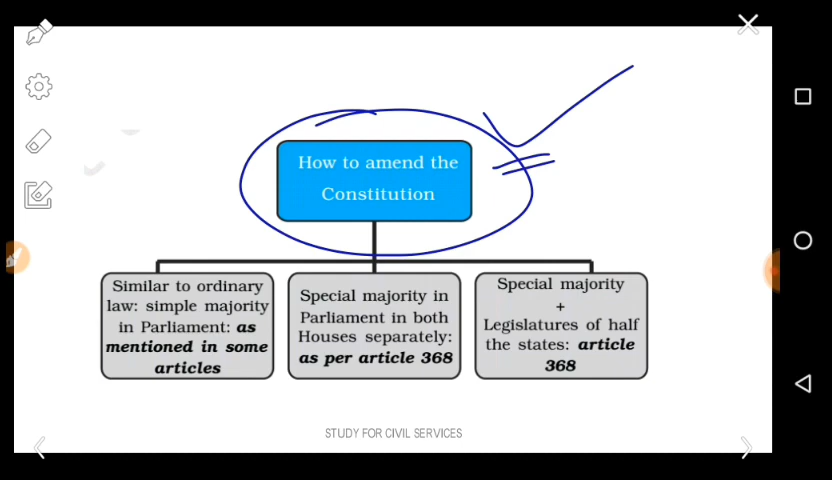 How to amend the
Constitution
Similar to ordinary
law: simple majority
in Parliament: as
mentioned in some
articles
Special majority in
Parliament in both
Houses separately:
as per article 368
Special majority
+
Legislatures of half
the states: article
368
STUDY FOR CIVIL SERVICES